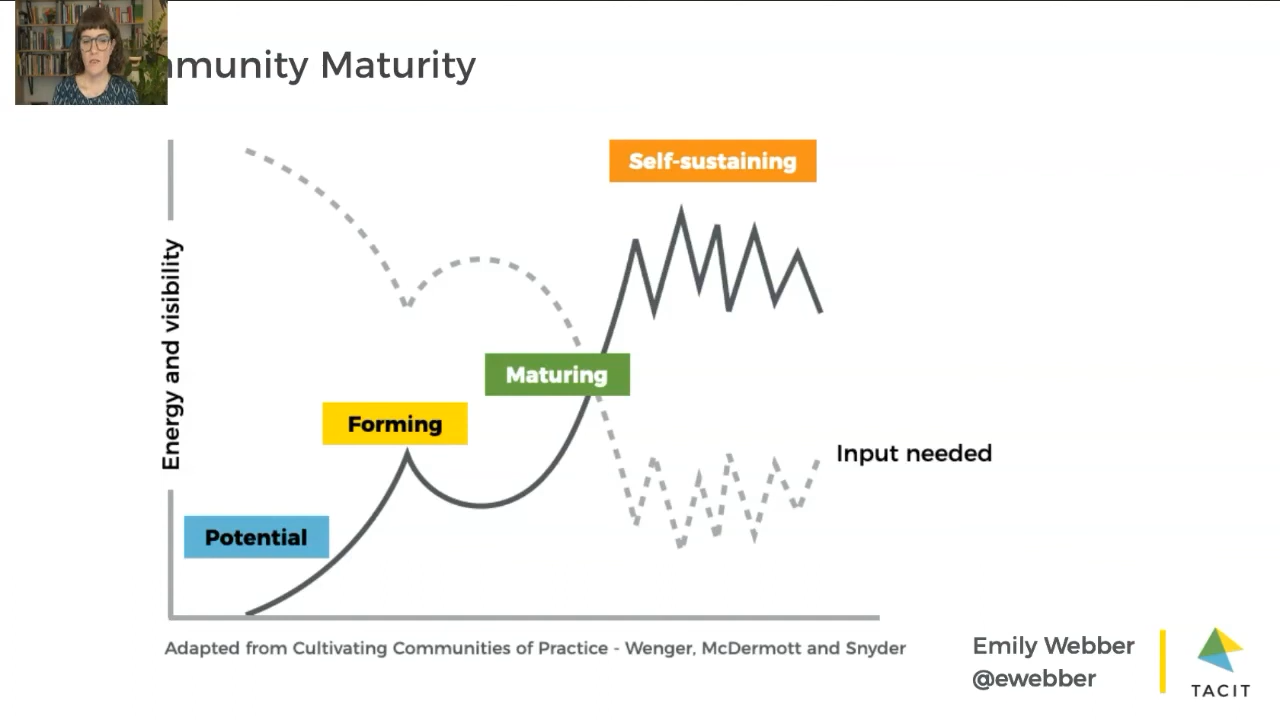 mmunity Maturity
Self-sustaining
Energy and visibility
Maturing
Forming
Input needed
Potential
Adapted from Cultivating Communities of Practice - Wenger, McDermott and Snyder
Emily Webber
@ewebber
TACIT